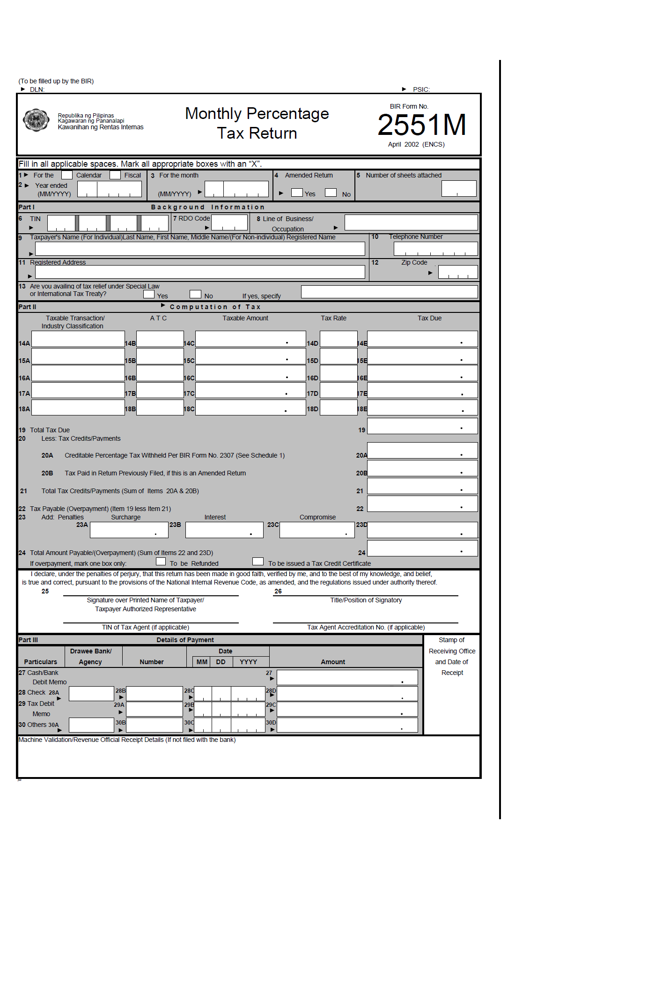 (To be filled up by the BIR)
DLN: PSIC:
Republika ng Pilipinas
Kagawaran ng Pananalapi
Kawanihan ng Rentas Internas
Monthly Percentage
Tax Return
BIR Form No.
2551M
April 2002 (ENCS)
Fill in all applicable spaces. Mark all appropriate boxes with an “X”.
1 For the Calendar Fiscal
2 Year ended
(MM/YYYY)
3 For the month
(MM/YYYY)
4 Amended Return
Yes No
5 Number of sheets attached
Part I Background Information
6 TIN
7 RDO Code
8 Line of Business/
Occupation
9 Taxpayer's Name (For Individual)Last Name, First Name, Middle Name/(For Non-individual) Registered Name
10 Telephone Number
11 Registered Address
12 Zip Code
13 Are you availing of tax relief under Special Law
or International Tax Treaty? Yes No If yes, specify
Part II Computation of Tax
Taxable Transaction/ A T C Taxable Amount Tax Rate Tax Due
Industry Classification
14A 14B 14C 14D 14E
15A 15B 15C 15D 15E
16A 16B 16C 16D 16E
17A 17B 17C 17D 17E
18A 18B 18C 18D 18E
19 Total Tax Due 19
20 Less: Tax Credits/Payments
20A Creditable Percentage Tax Withheld Per BIR Form No. 2307 (See Schedule 1) 20A
20B Tax Paid in Return Previously Filed, if this is an Amended Return 20B
21 Total Tax Credits/Payments (Sum of Items 20A & 20B) 21
22 Tax Payable (Overpayment) (Item 19 less Item 21) 22
23 Add: Penalties Surcharge Interest Compromise
23A 23B 23C 23D
24 Total Amount Payable/(Overpayment) (Sum of Items 22 and 23D) 24
If overpayment, mark one box only: To be Refunded To be issued a Tax Credit Certificate
I declare, under the penalties of perjury, that this return has been made in good faith, verified by me, and to the best of my knowledge, and belief,
is true and correct, pursuant to the provisions of the National Internal Revenue Code, as amended, and the regulations issued under authority thereof.
25 26
Signature over Printed Name of Taxpayer/ Title/Position of Signatory
Taxpayer Authorized Representative
TIN of Tax Agent (if applicable) Tax Agent Accreditation No. (if applicable)
Part III Details of Payment
Drawee Bank/ Date
Particulars Agency Number MM DD YYYY Amount
Stamp of
Receiving Office
and Date of
Receipt
27 Cash/Bank 27
Debit Memo
28 Check 28A 28B 28C 28D
29 Tax Debit 29A 29B 29C
Memo
30 Others 30A 30B 30C 30D
Machine Validation/Revenue Official Receipt Details (If not filed with the bank)